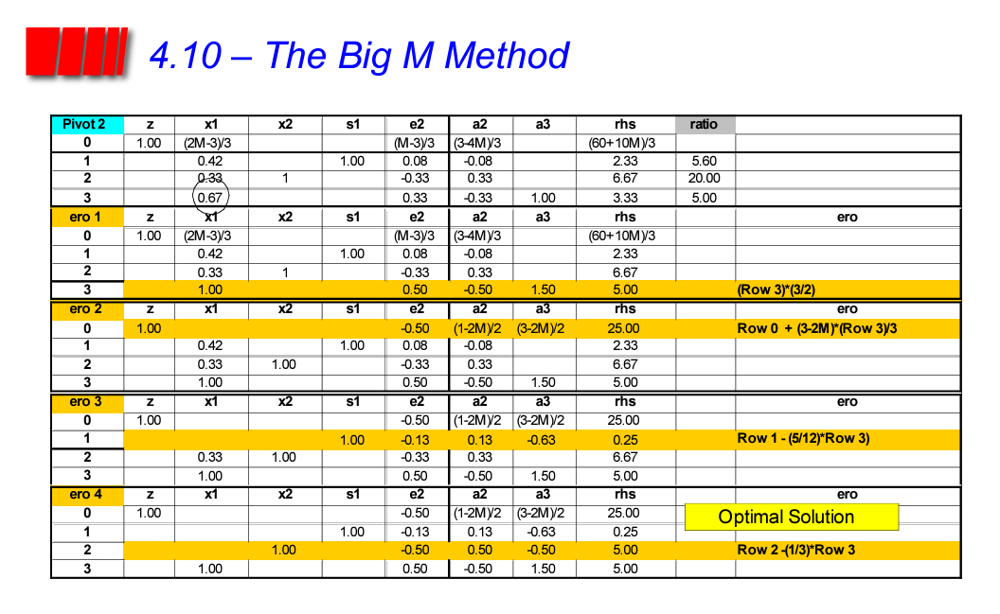 4.10 – The Big M Method
Pivot 2 z x1 x2 s1 e2 a2 a3 rhs ratio
0 1.00 (2M-3)/3 (M-3)/3 (3-4M)/3 (60+10M)/3
1 0.42 1.00 0.08 -0.08 2.33 5.60
2 0.33 1 -0.33 0.33 6.67 20.00
3 0.67 0.33 -0.33 1.00 3.33 5.00
ero 1 z x1 x2 s1 e2 a2 a3 rhs ero
0 1.00 (2M-3)/3 (M-3)/3 (3-4M)/3 (60+10M)/3
1 0.42 1.00 0.08 -0.08 2.33
2 0.33 1 -0.33 0.33 6.67
3 1.00 0.50 -0.50 1.50 5.00 (Row 3)*(3/2)
ero 2 z x1 x2 s1 e2 a2 a3 rhs ero
0 1.00 -0.50 (1-2M)/2 (3-2M)/2 25.00 Row 0 + (3-2M)*(Row 3)/3
1 0.42 1.00 0.08 -0.08 2.33
2 0.33 1.00 -0.33 0.33 6.67
3 1.00 0.50 -0.50 1.50 5.00
ero 3 z x1 x2 s1 e2 a2 a3 rhs ero
0 1.00 -0.50 (1-2M)/2 (3-2M)/2 25.00
1 1.00 -0.13 0.13 -0.63 0.25 Row 1 - (5/12)*Row 3)
2 0.33 1.00 -0.33 0.33 6.67
3 1.00 0.50 -0.50 1.50 5.00
ero 4 z x1 x2 s1 e2 a2 a3 rhs ero
0 1.00 -0.50 (1-2M)/2 (3-2M)/2 25.00 Optimal Solution
1 1.00 -0.13 0.13 -0.63 0.25
2 1.00 -0.50 0.50 -0.50 5.00 Row 2 -(1/3)*Row 3
3 1.00 0.50 -0.50 1.50 5.00